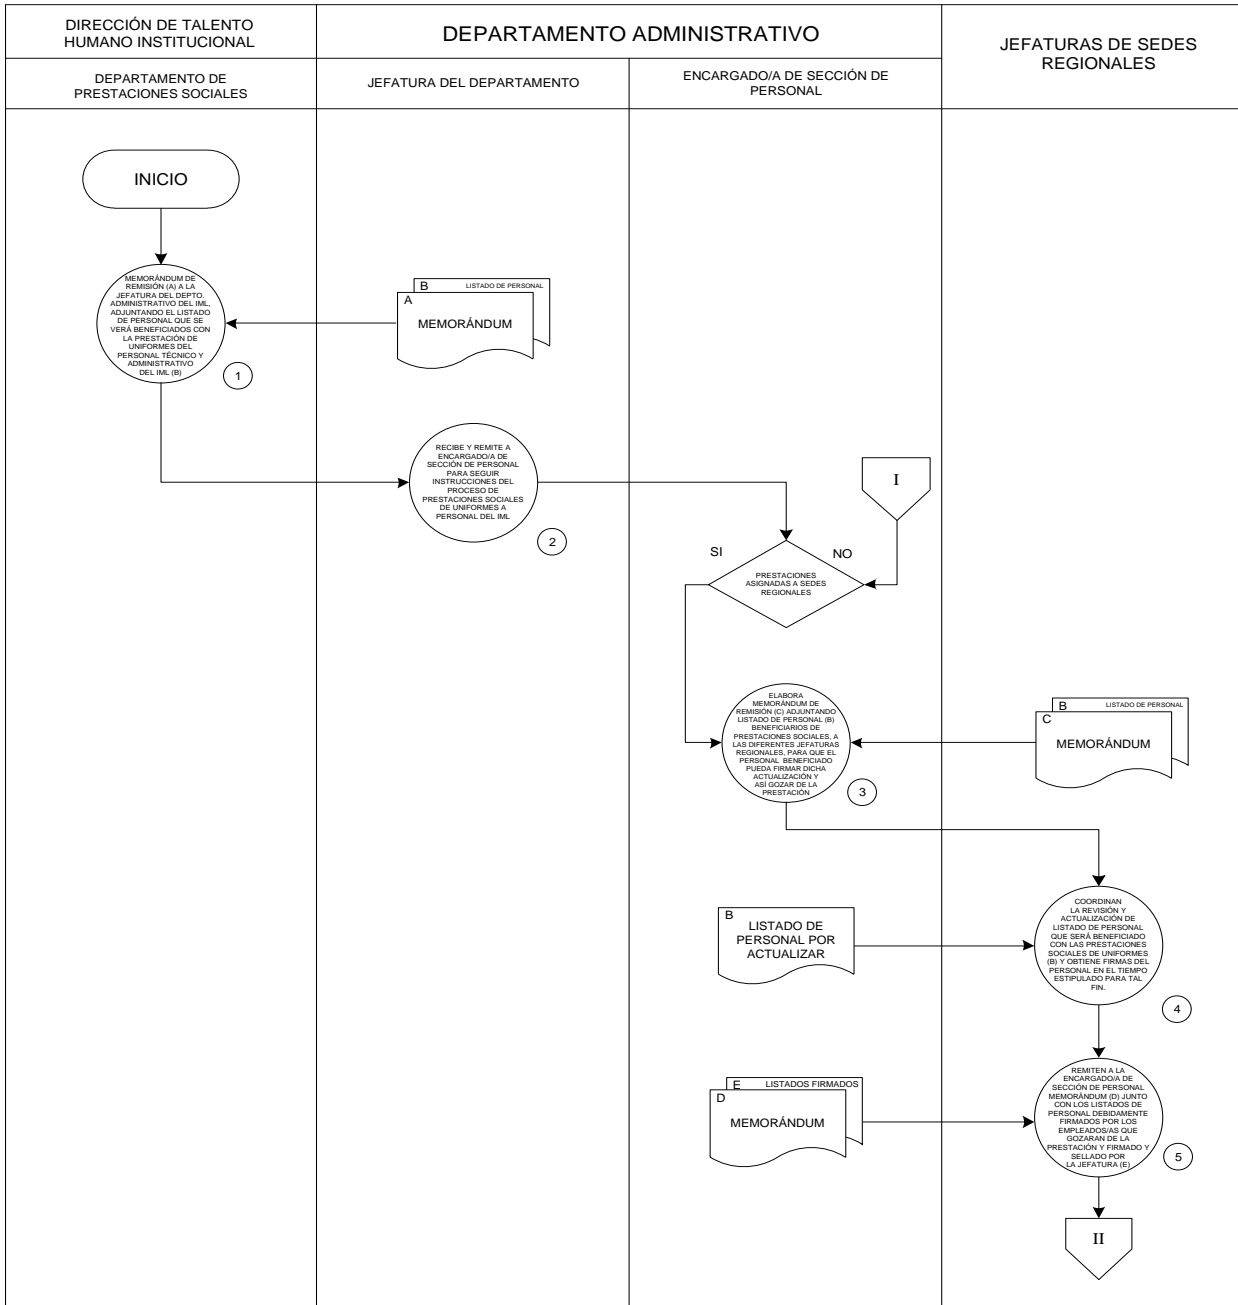 DIRECCIÓN DE TALENTO
HUMANO INSTITUCIONAL
DEPARTAMENTO ADMINISTRATIVO
JEFATURAS DE SEDES
REGIONALES
DEPARTAMENTO DE
PRESTACIONES SOCIALES
JEFATURA DEL DEPARTAMENTO
ENCARGADO/A DE SECCIÓN DE
PERSONAL
INICIO
MEMORÁNDUM DE
REMISIÓN (A) A LA
JEFATURA DEL DEPTO.
ADMINISTRATIVO DEL IML,
ADJUNTANDO EL LISTADO
DE PERSONAL QUE SE
VERÁ BENEFICIADOS CON
LA PRESTACIÓN DE
UNIFORMES DEL
PERSONAL TÉCNICO Y
ADMINISTRATIVO
DEL IML (B)
1
B
LISTADO DE PERSONAL
A
MEMORÁNDUM
RECIBE Y REMITE A
ENCARGADO/A DE
SECCIÓN DE PERSONAL
PARA SEGUIR
INSTRUCCIONES DEL
PROCESO DE
PRESTACIONES SOCIALES
DE UNIFORMES A
PERSONAL DEL IML
2
I
SI
NO
PRESTACIONES
ASIGNADAS A SEDES
REGIONALES
ELABORA
MEMORÁNDUM DE
REMISIÓN (C) ADJUNTANDO
LISTADO DE PERSONAL (B)
BENEFICIARIOS DE
PRESTACIONES SOCIALES, A
LAS DIFERENTES JEFATURAS
REGIONALES, PARA QUE EL
PERSONAL BENEFICIADO
PUEDA FIRMAR DICHA
ACTUALIZACIÓN Y
ASÍ GOZAR DE LA
PRESTACIÓN
3
B
LISTADO DE PERSONAL
C
MEMORÁNDUM
B
LISTADO DE
PERSONAL POR
ACTUALIZAR
COORDINAN
LA REVISIÓN Y
ACTUALIZACIÓN DE
LISTADO DE PERSONAL
QUE SERÁ BENEFICIADO
CON LAS PRESTACIONES
SOCIALES DE UNIFORMES
(B) Y OBTIENE FIRMAS DEL
PERSONAL EN EL TIEMPO
ESTIPULADO PARA TAL
FIN.
4
E
LISTADOS FIRMADOS
D
MEMORÁNDUM
REMITEN A LA
ENCARGADO/A DE
SECCIÓN DE PERSONAL
MEMORÁNDUM (D) JUNTO
CON LOS LISTADOS DE
PERSONAL DEBIDAMENTE
FIRMADOS POR LOS
EMPLEADOS/AS QUE
GOZARAN DE LA
PRESTACIÓN Y FIRMADO Y
SELLADO POR
LA JEFATURA (E)
5
II